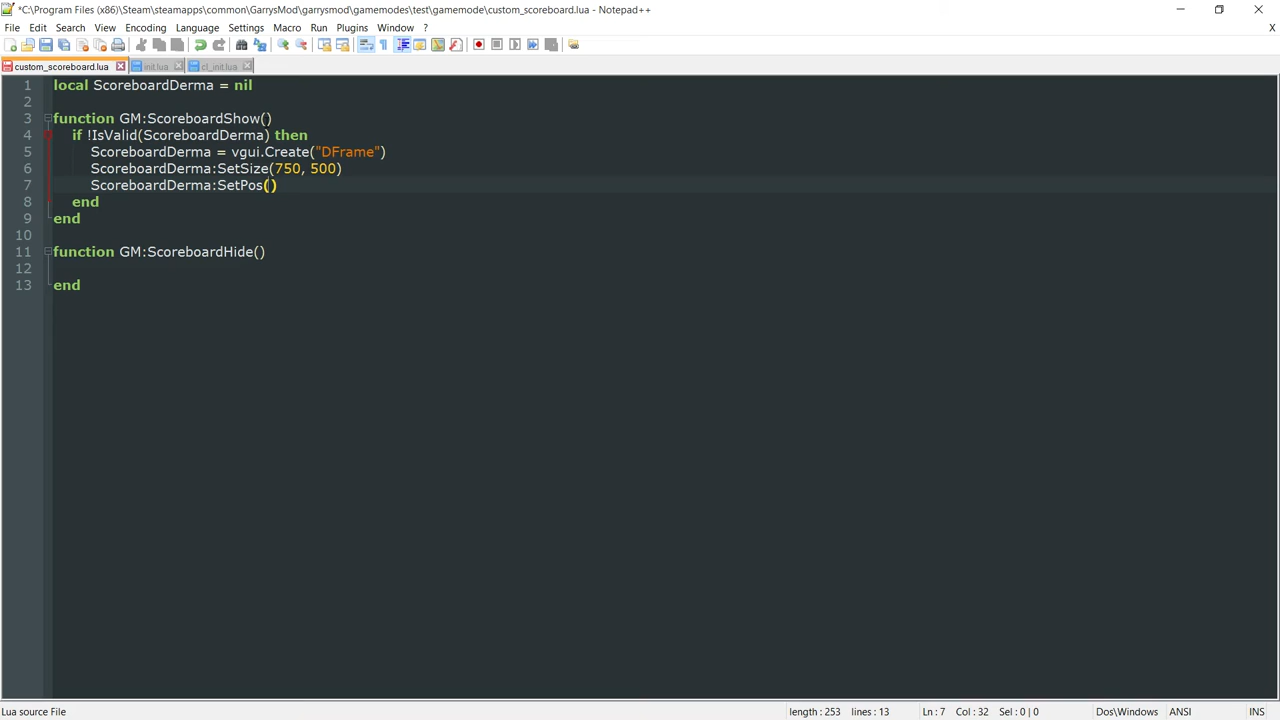 *C:\Program Files (x86)\Steam\steamapps\common\GarrysMod\garrysmod\gamemodes\test\gamemode\custom_scoreboard.lua - Notepad++
File Edit Search View Encoding Language Settings Macro Run Plugins Window ? X
custom_scoreboard.lua init.lua cl_init.lua
1 local ScoreboardDerma = nil
2
3 function GM:ScoreboardShow()
4 if !IsValid(ScoreboardDerma) then
5 ScoreboardDerma = vgui.Create("DFrame")
6 ScoreboardDerma:SetSize(750, 500)
7 ScoreboardDerma:SetPos()
8 end
9 end
10
11 function GM:ScoreboardHide()
12
13 end
Lua source File length : 253 lines : 13 Ln : 7 Col : 32 Sel : 0 | 0 Dos\Windows ANSI INS